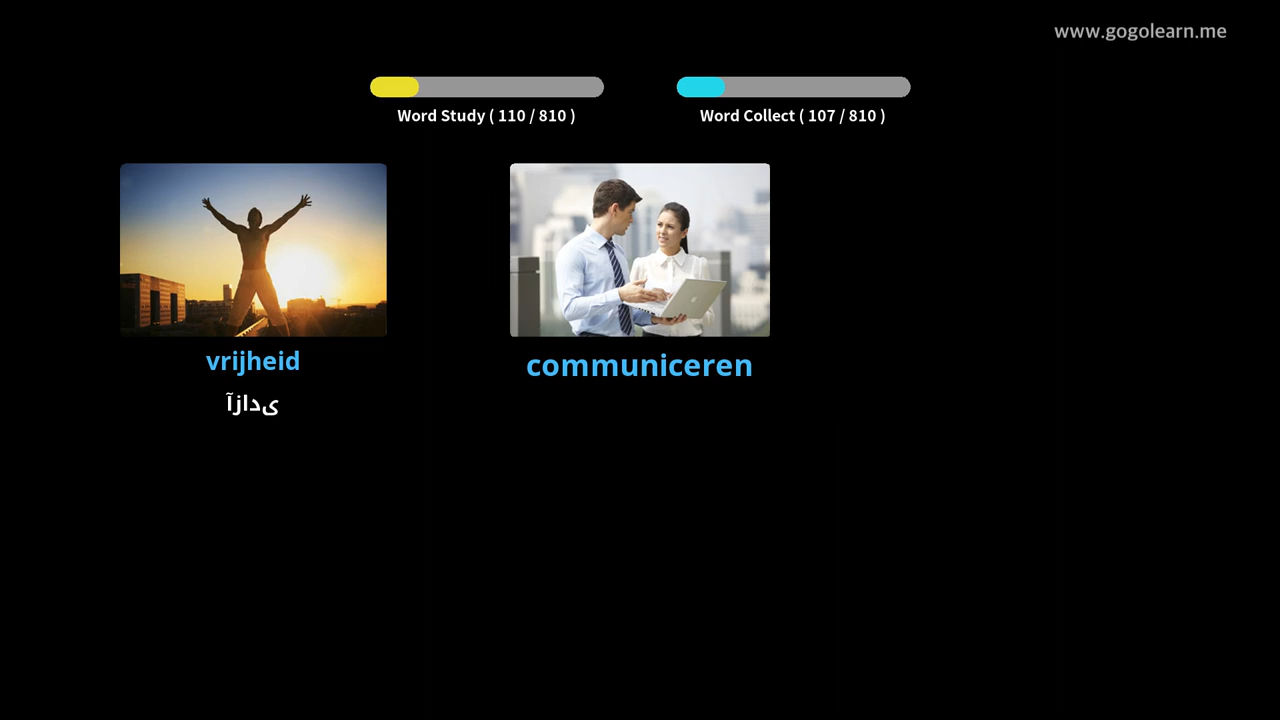 www.gogolearn.me
Word Study ( 110 / 810 )
Word Collect ( 107 / 810 )
vrijheid
communiceren
آزادی